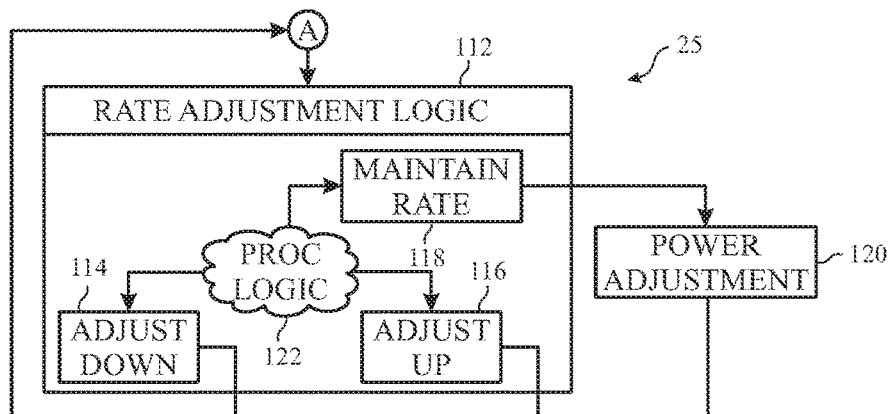 A
112
25
RATE ADJUSTMENT LOGIC
MAINTAIN
RATE
118
PROC
LOGIC
122
114
ADJUST
DOWN
116
ADJUST
UP
POWER
ADJUSTMENT
120